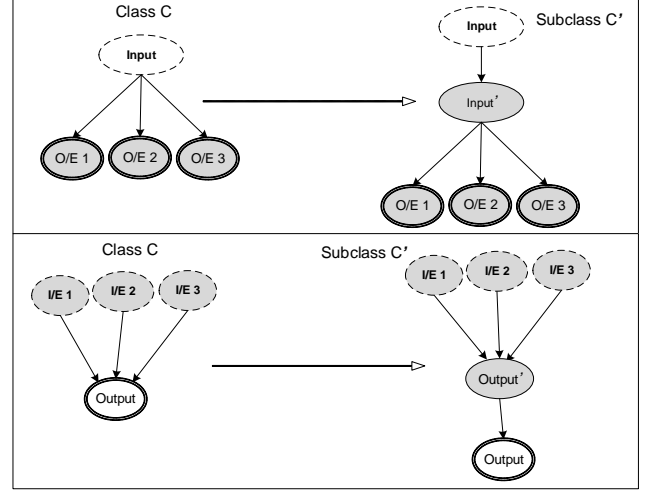 Class C
Subclass C’
Input
Input
Input’
O/E 1
O/E 2
O/E 3
O/E 1
O/E 2
O/E 3
Class C
Subclass C’
I/E 1
I/E 2
I/E 3
I/E 1
I/E 2
I/E 3
Output
Output’
Output